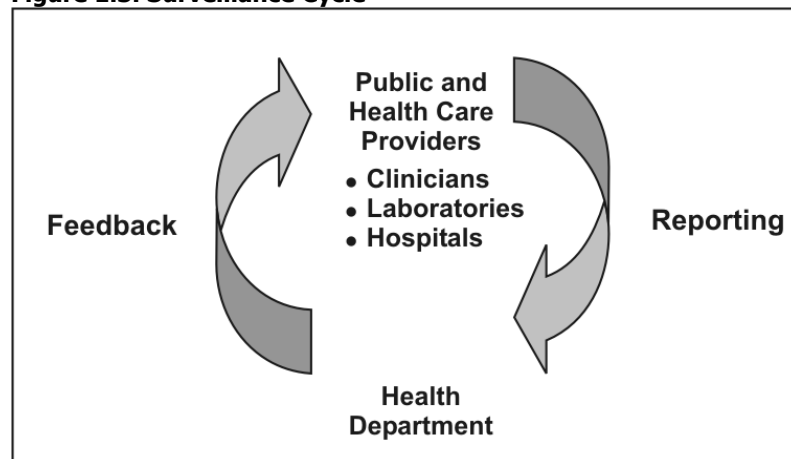 Public and
Health Care
Providers
• Clinicians
• Laboratories
• Hospitals
Feedback
Reporting
Health
Department